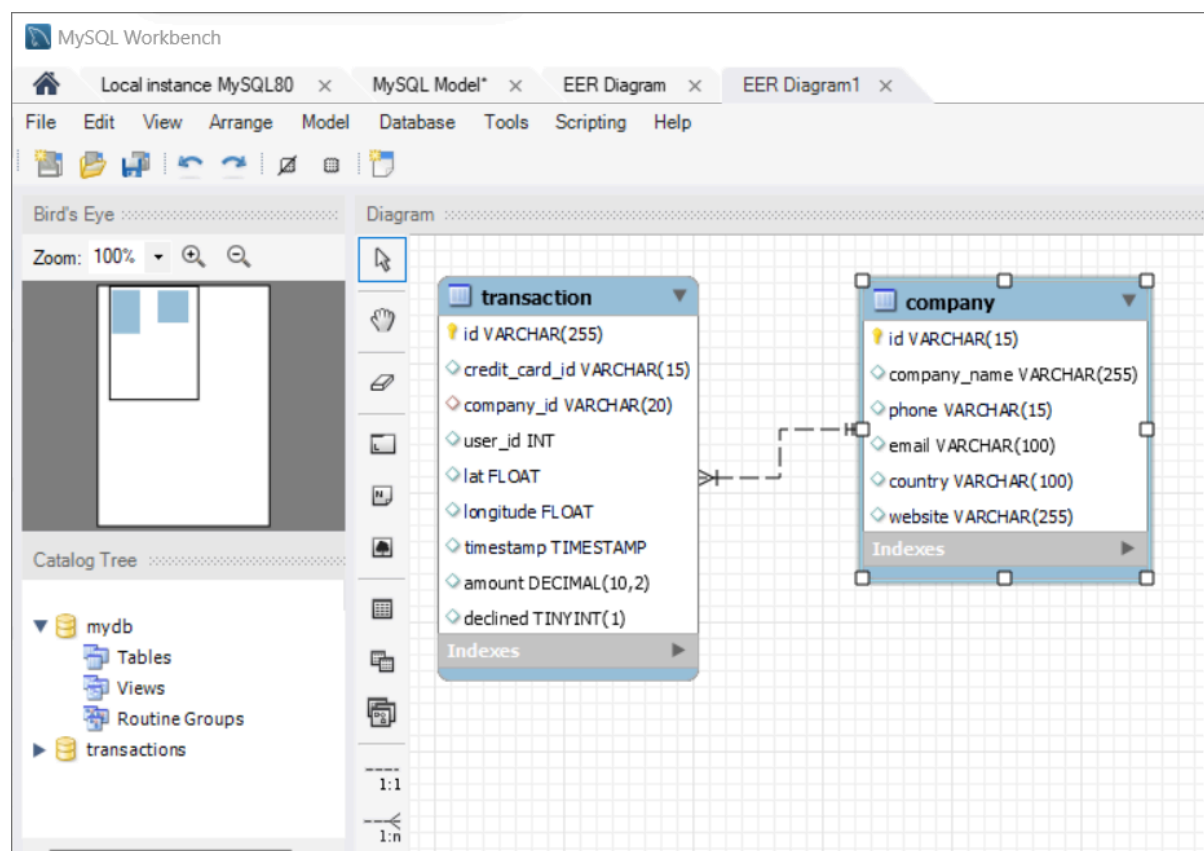 MySQL Workbench
Local instance MySQL80 MySQL Model* EER Diagram EER Diagram1
File Edit View Arrange Model Database Tools Scripting Help
Bird's Eye
Zoom: 100%
Diagram
transaction
id VARCHAR(255)
credit_card_id VARCHAR(15)
company_id VARCHAR(20)
user_id INT
lat FLOAT
longitude FLOAT
timestamp TIMESTAMP
amount DECIMAL(10,2)
declined TINYINT(1)
Indexes
company
id VARCHAR(15)
company_name VARCHAR(255)
phone VARCHAR(15)
email VARCHAR(100)
country VARCHAR(100)
website VARCHAR(255)
Indexes
Catalog Tree
mydb
Tables
Views
Routine Groups
transactions
1:1
1:n